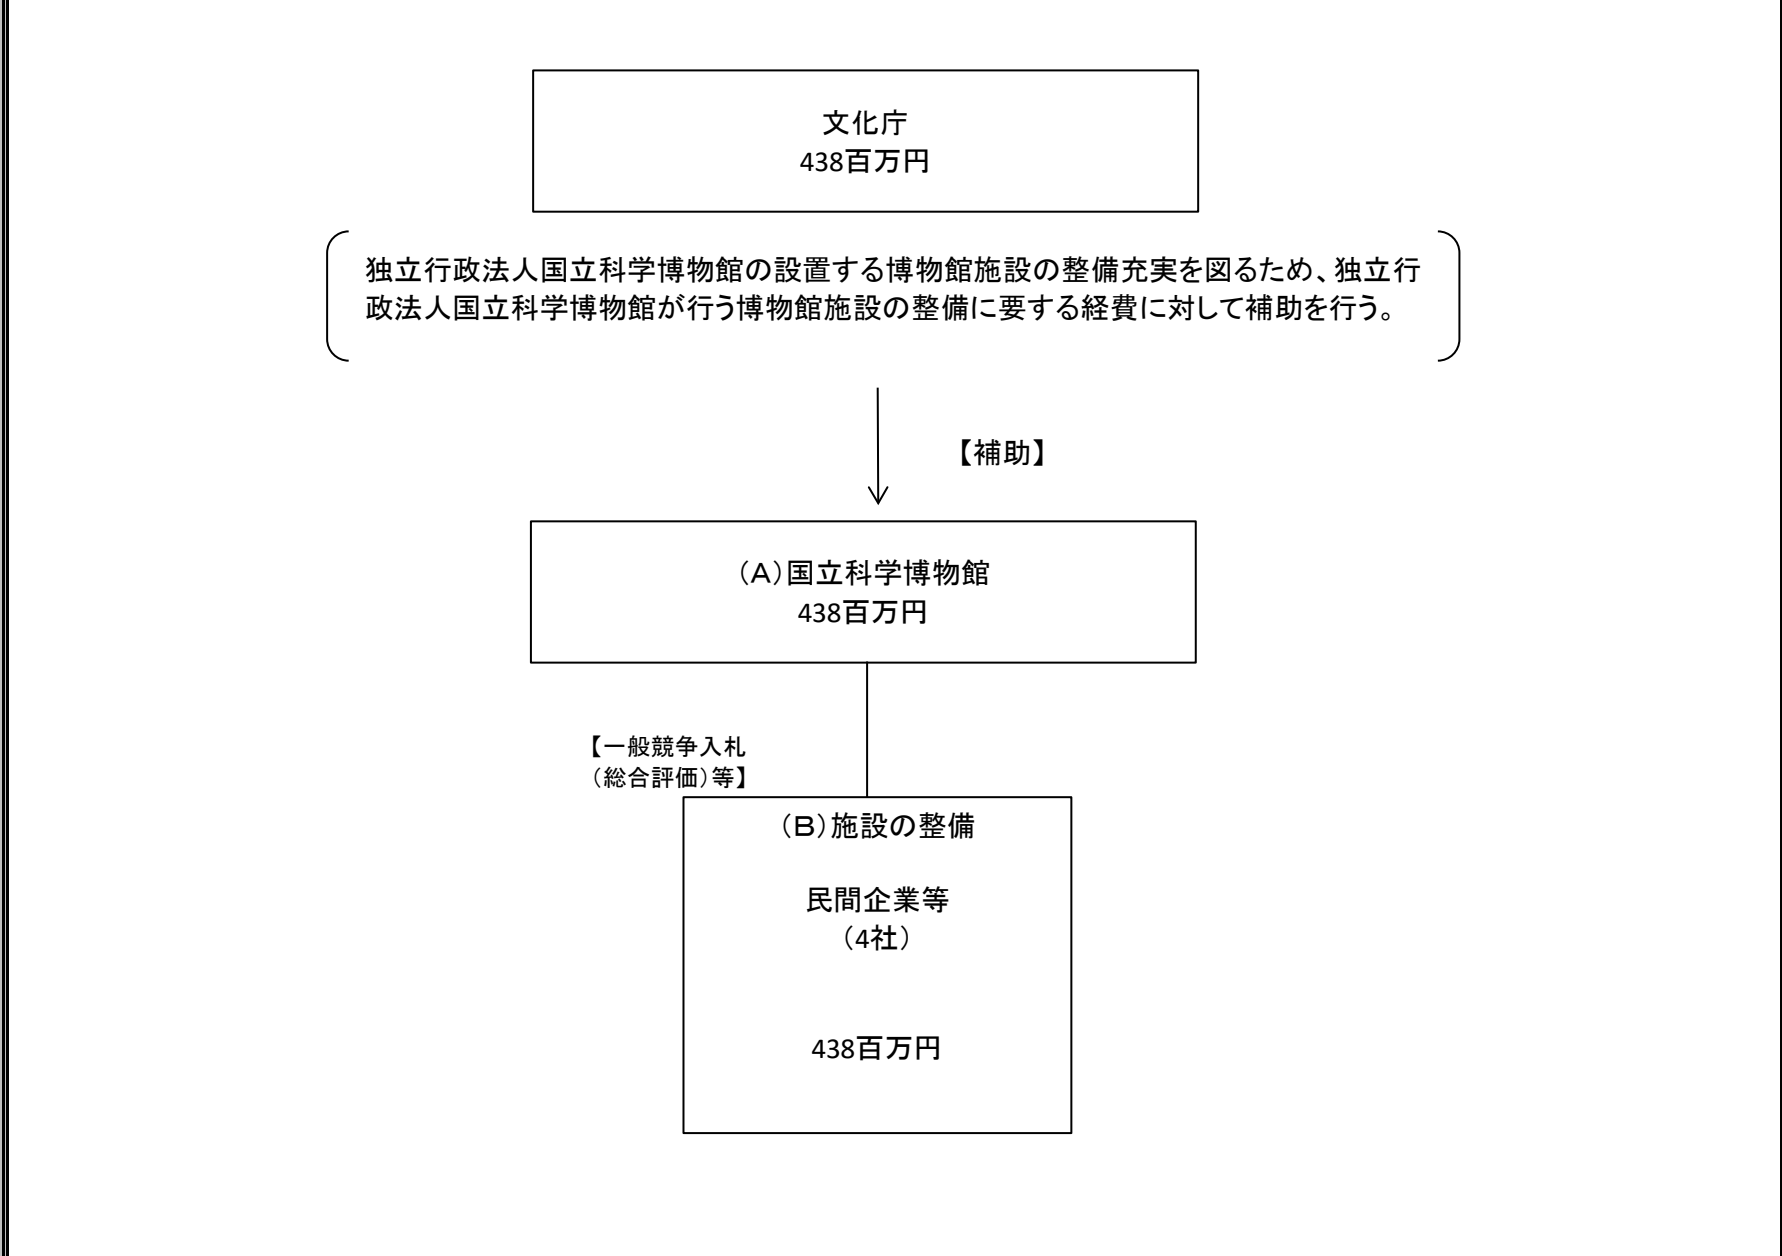 文化庁
438百万円
独立行政法人国立科学博物館の設置する博物館施設の整備充実を図るため、独立行
政法人国立科学博物館が行う博物館施設の整備に要する経費に対して補助を行う。
【補助】
（A）国立科学博物館
438百万円
【一般競争入札
（総合評価）等】
（B）施設の整備
民間企業等
（4社）
438百万円